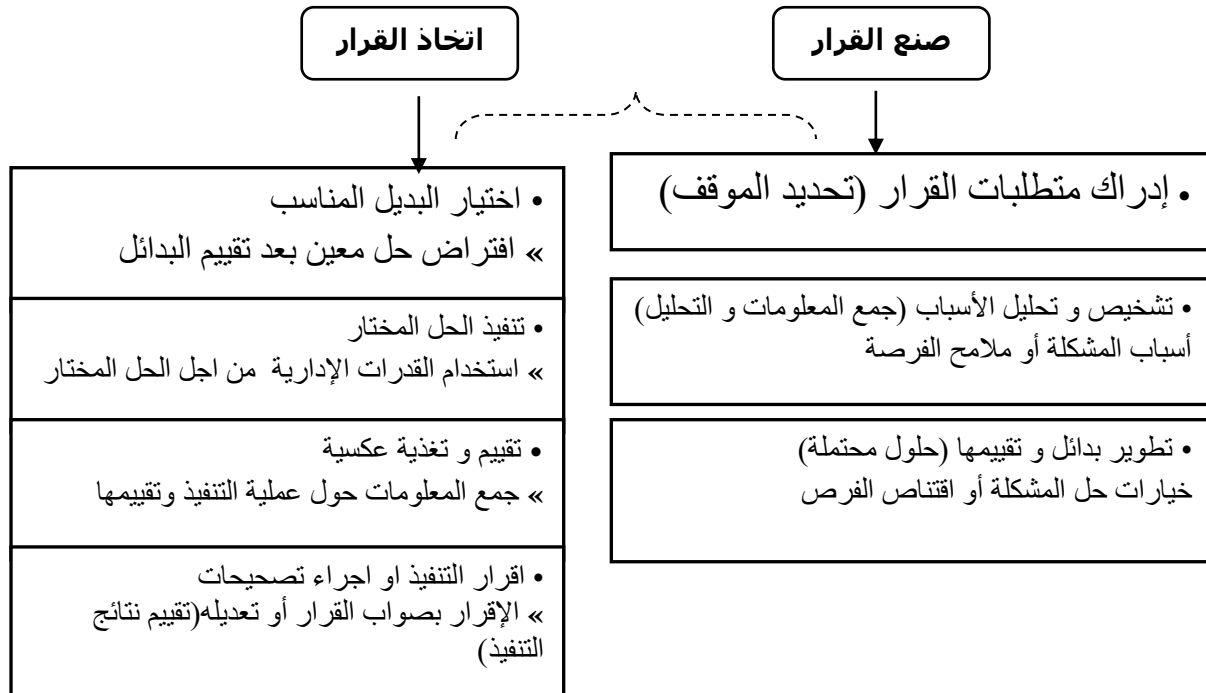 صنع القرار
اتخاذ القرار
• إدراك متطلبات القرار (تحديد الموقف)
• تشخيص و تحليل الأسباب (جمع المعلومات و التحليل)
أسباب المشكلة أو ملامح الفرصة
• تطوير بدائل و تقييمها (حلول محتملة)
خيارات حل المشكلة أو اقتناص الفرص
• اختيار البديل المناسب
» افتراض حل معين بعد تقييم البدائل
• تنفيذ الحل المختار
» استخدام القدرات الإدارية من اجل الحل المختار
• تقييم و تغذية عكسية
» جمع المعلومات حول عملية التنفيذ وتقييمها
• اقرار التنفيذ او اجراء تصحيحات
» الإقرار بصواب القرار أو تعديله(تقييم نتائج
التنفيذ)